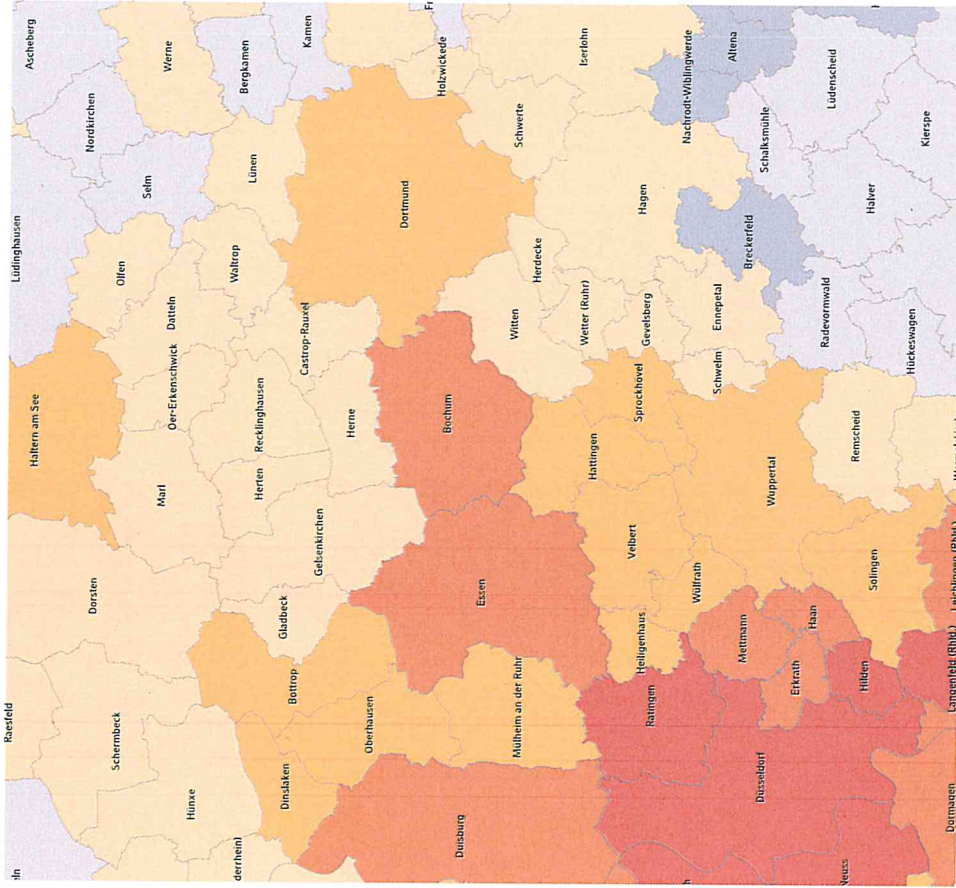 Raesfeld
Haltern am See
Lüdinghausen
Nordkirchen
Ascheberg
Werne
Bergkamen
Kamen
Selm
Olfen
Lünen
Datteln
Waltrop
Oer-Erkenschwick
Marl
Dorsten
Schermbeck
Hünxe
derrhein)
Recklinghausen
Herten
Castrop-Rauxel
Herne
Gelsenkirchen
Gladbeck
Bottrop
Dinslaken
Oberhausen
Dortmund
Holzwickede
Schwerte
Iserlohn
Bochum
Essen
Mülheim an der Ruhr
Duisburg
Witten
Herdecke
Wetter (Ruhr)
Hagen
Gevelsberg
Ennepetal
Schwelm
Sprockhövel
Hattingen
Velbert
Heiligenhaus
Wülfrath
Wuppertal
Ratingen
Mettmann
Haan
Erkrath
Hilden
Düsseldorf
Neuss
Dormagen
Langenfeld (Rhld.)
Leichlingen (Rhld.)
Solingen
Remscheid
Nachrodt-Wiblingwerde
Altena
Schalksmühle
Lüdenscheid
Breckerfeld
Halver
Kierspe
Radevormwald
Hückeswagen